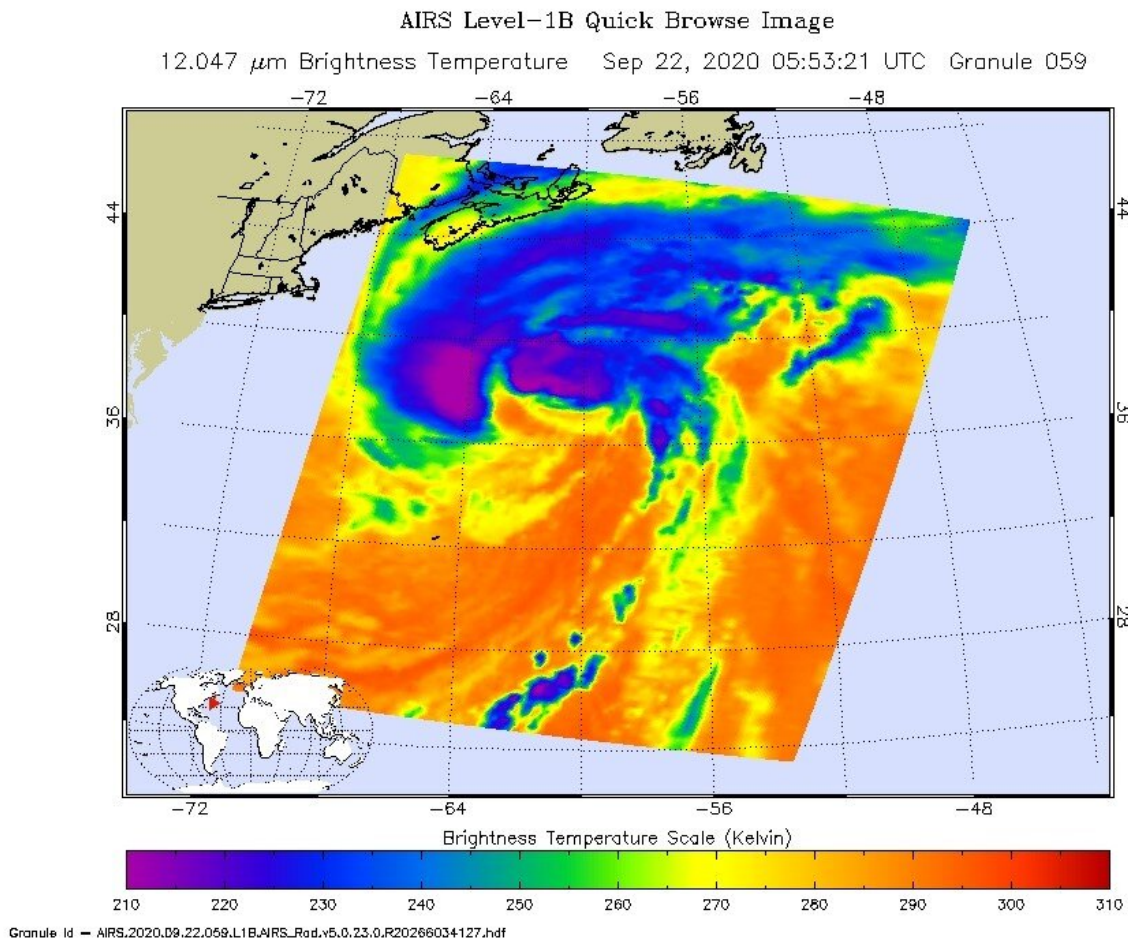 AIRS Level-1B Quick Browse Image
12.047 μm Brightness Temperature Sep 22, 2020 05:53:21 UTC Granule 059
-72 -64 -56 -48
44 44
36 36
28 28
-72 -64 -56 -48
Brightness Temperature Scale (Kelvin)
210 220 230 240 250 260 270 280 290 300 310
Granule Id - AIRS.2020.09.22.059.L1B.AIRS_Rad.v5.0.23.0.R20266034127.hdf